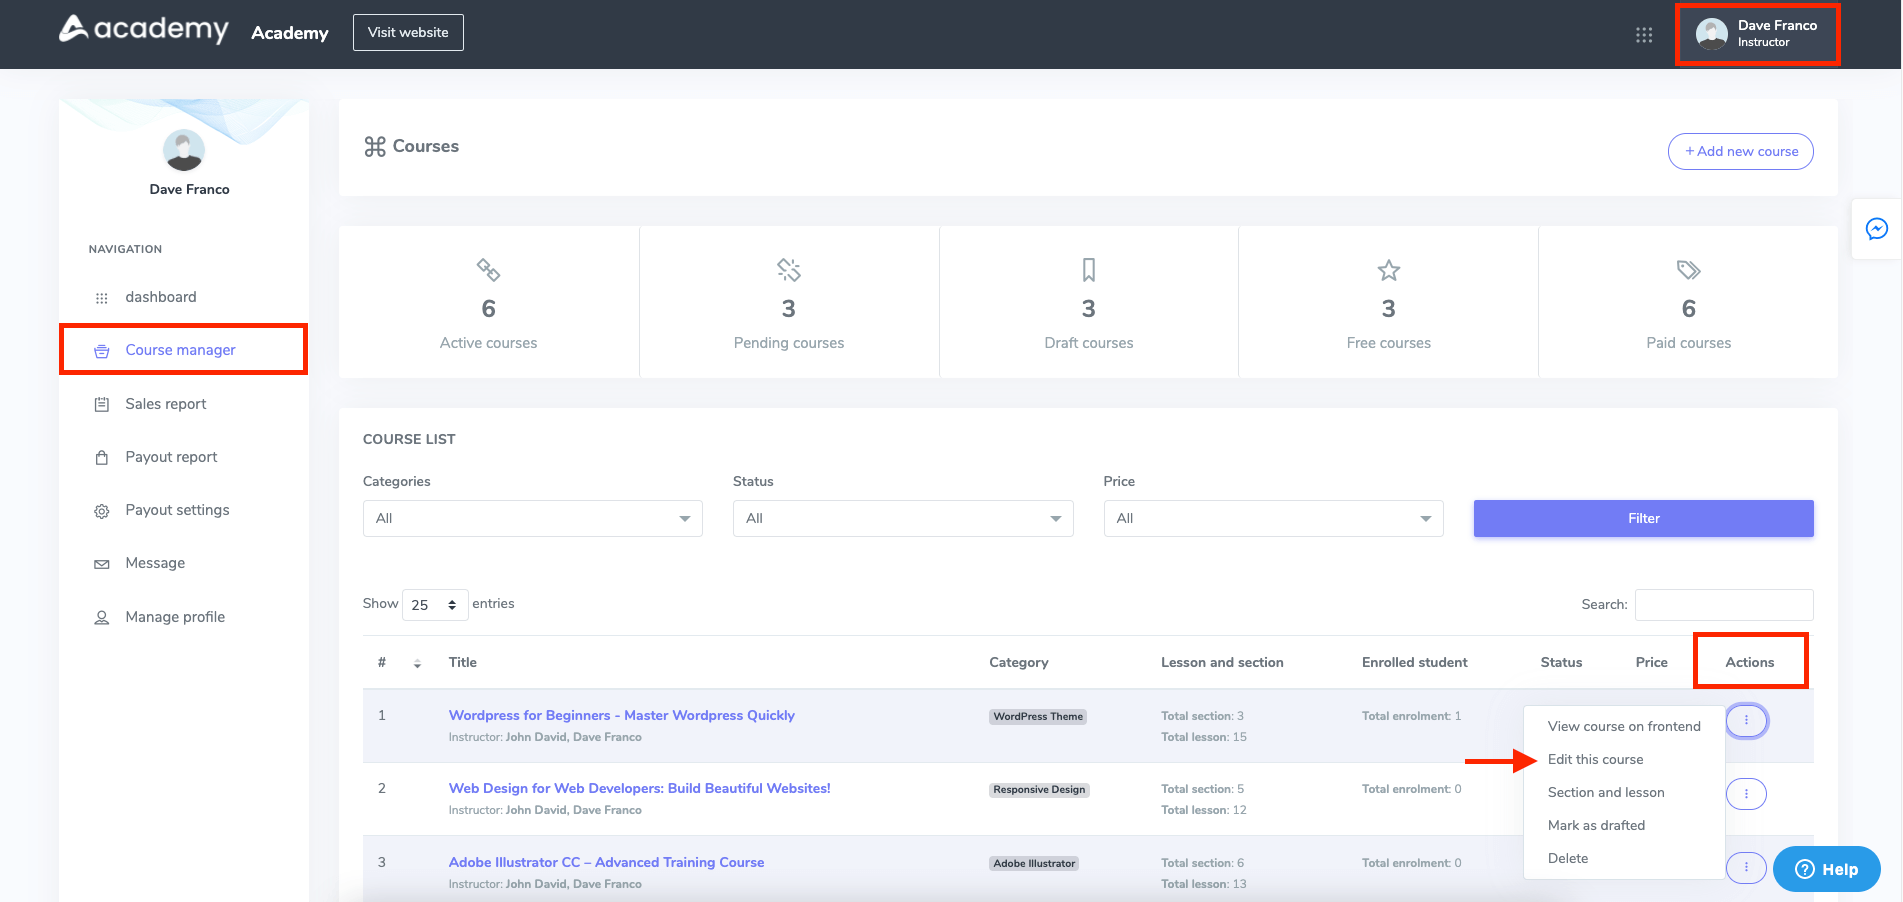 academy Academy Visit website
Dave Franco
Instructor
Dave Franco
NAVIGATION
dashboard
Course manager
Sales report
Payout report
Payout settings
Message
Manage profile
Courses
+ Add new course
6
Active courses
3
Pending courses
3
Draft courses
3
Free courses
6
Paid courses
COURSE LIST
Categories Status Price
All All All Filter
Show 25 entries Search:
# Title Category Lesson and section Enrolled student Status Price Actions
1 Wordpress for Beginners - Master Wordpress Quickly WordPress Theme Total section: 3 Total enrolment: 1
Instructor: John David, Dave Franco Total lesson: 15
2 Web Design for Web Developers: Build Beautiful Websites! Responsive Design Total section: 5 Total enrolment: 0
Instructor: John David, Dave Franco Total lesson: 12
3 Adobe Illustrator CC – Advanced Training Course Adobe Illustrator Total section: 6 Total enrolment: 0
Instructor: John David, Dave Franco Total lesson: 13
View course on frontend
Edit this course
Section and lesson
Mark as drafted
Delete
? Help